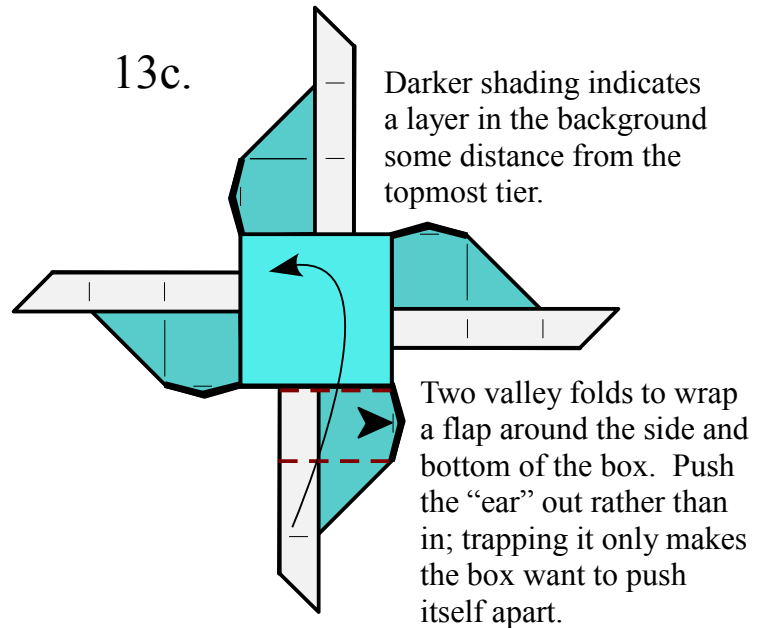 13c.
Darker shading indicates
a layer in the background
some distance from the
topmost tier.
Two valley folds to wrap
a flap around the side and
bottom of the box.  Push
the “ear” out rather than
in; trapping it only makes
the box want to push
itself apart.